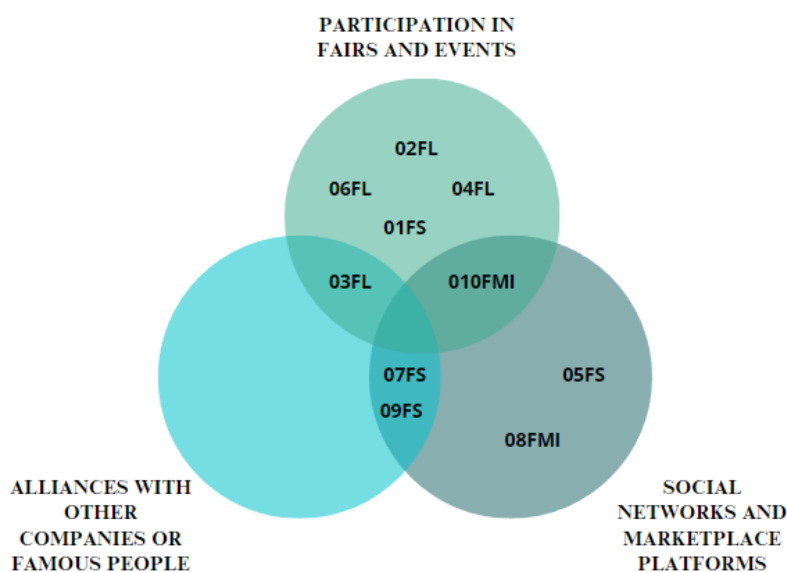 PARTICIPATION IN
FAIRS AND EVENTS
02FL
06FL
04FL
01FS
03FL
010FMI
07FS
05FS
09FS
08FMI
ALLIANCES WITH
OTHER
COMPANIES OR
FAMOUS PEOPLE
SOCIAL
NETWORKS AND
MARKETPLACE
PLATFORMS